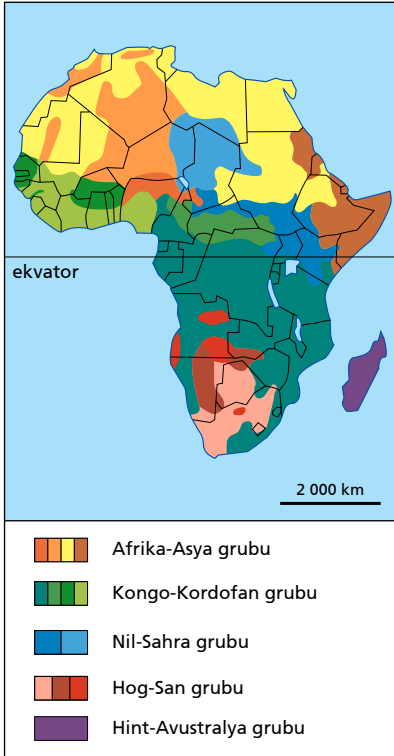 ekvator
2 000 km
Afrika-Asya grubu
Kongo-Kordofan grubu
Nil-Sahra grubu
Hog-San grubu
Hint-Avustralya grubu